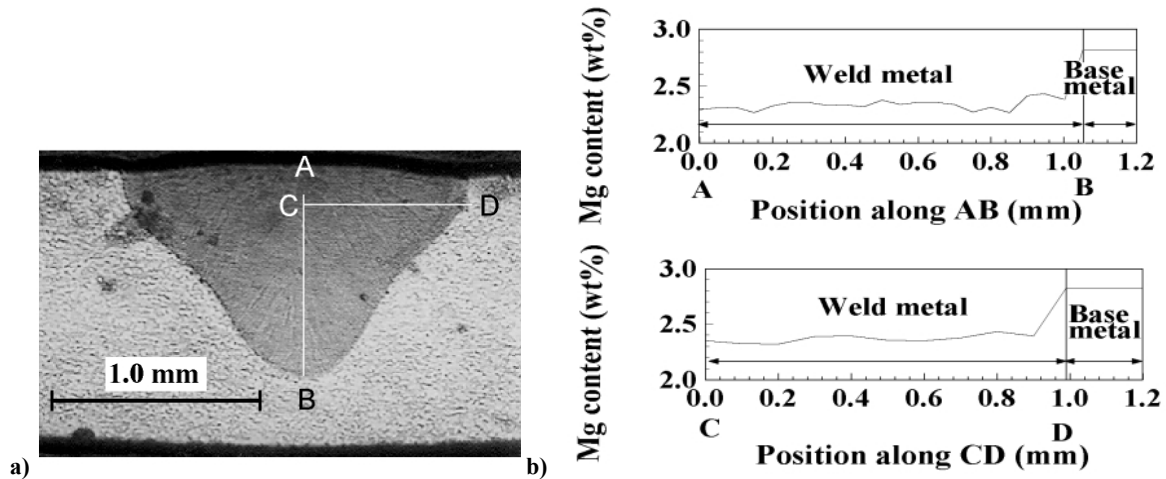 A
C
D
1.0 mm
B
a)
b)
Mg content (wt%)
3.0
2.5
2.0
Weld metal
Base
metal
0.0 0.2 0.4 0.6 0.8 1.0 1.2
A
B
Position along AB (mm)
Mg content (wt%)
3.0
2.5
2.0
Weld metal
Base
metal
0.0 0.2 0.4 0.6 0.8 1.0 1.2
C
D
Position along CD (mm)